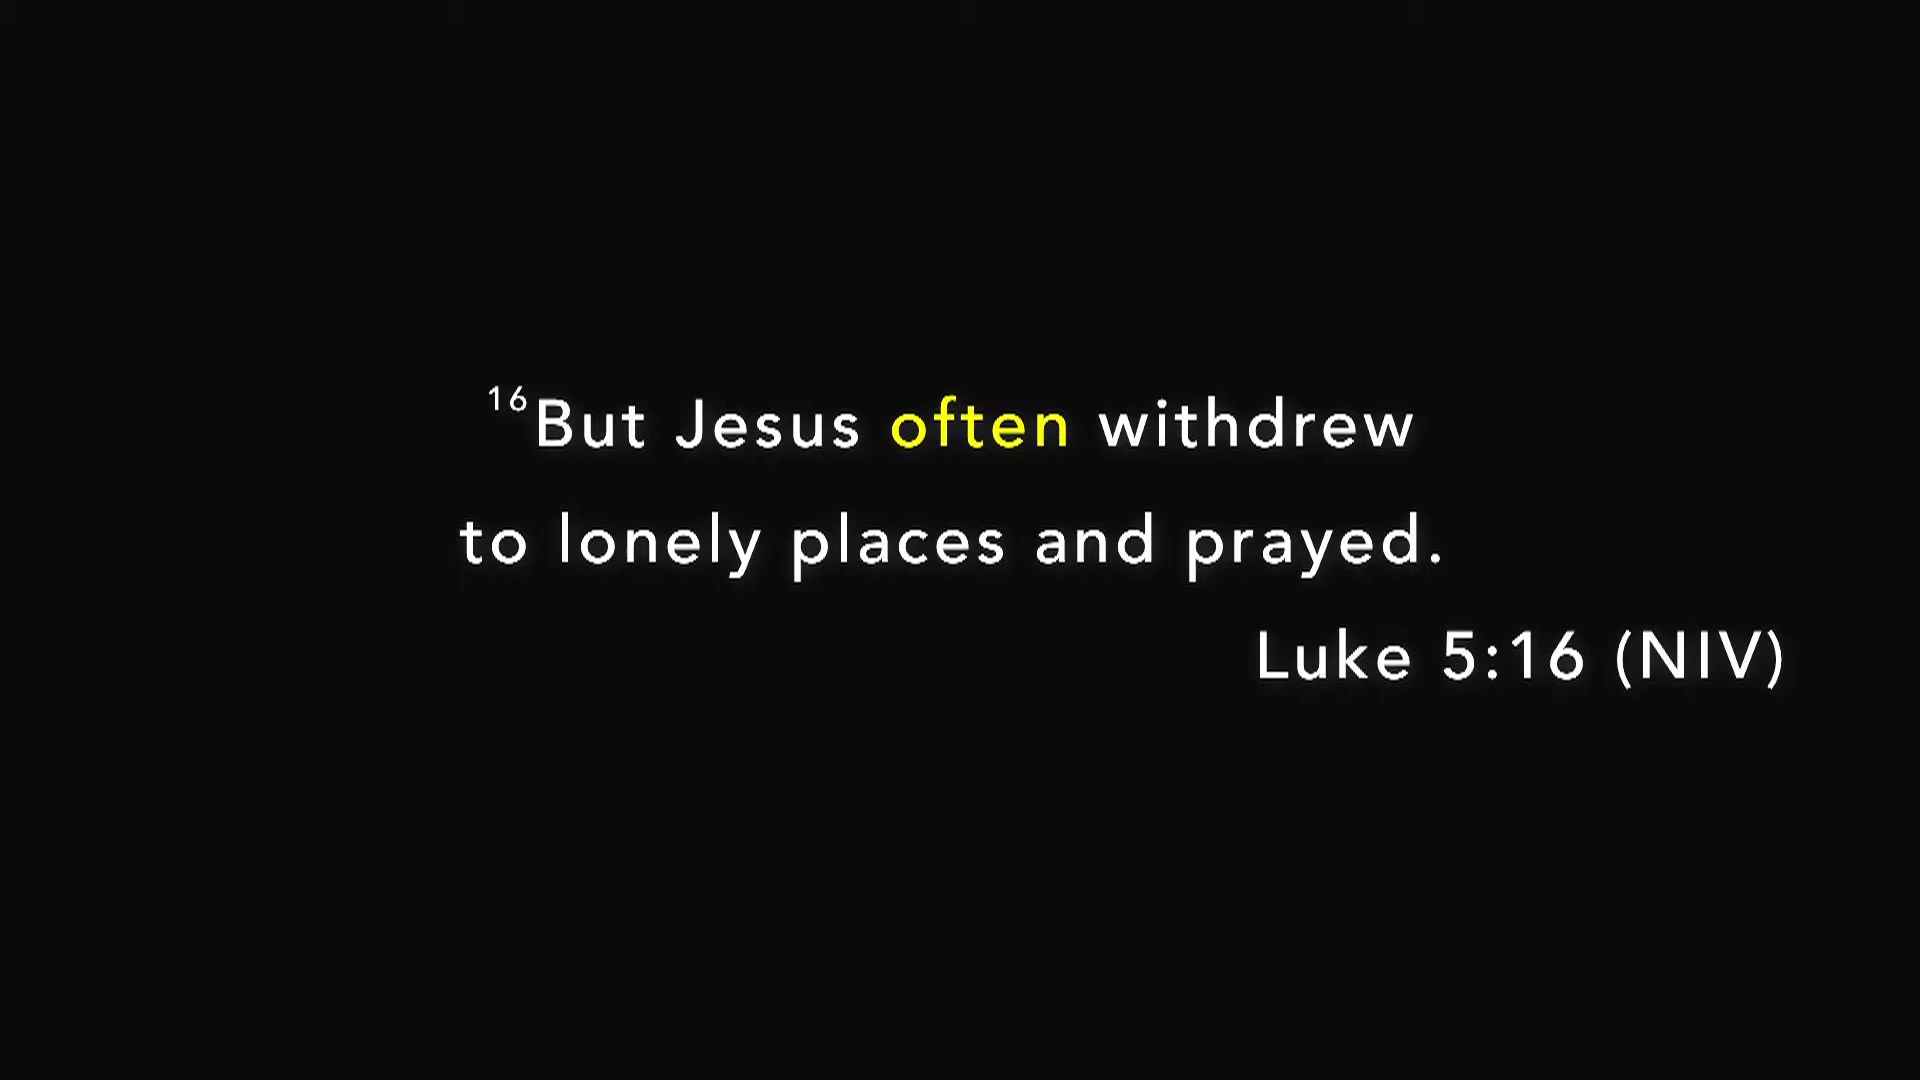 16But Jesus often withdrew
to lonely places and prayed.
Luke 5:16 (NIV)